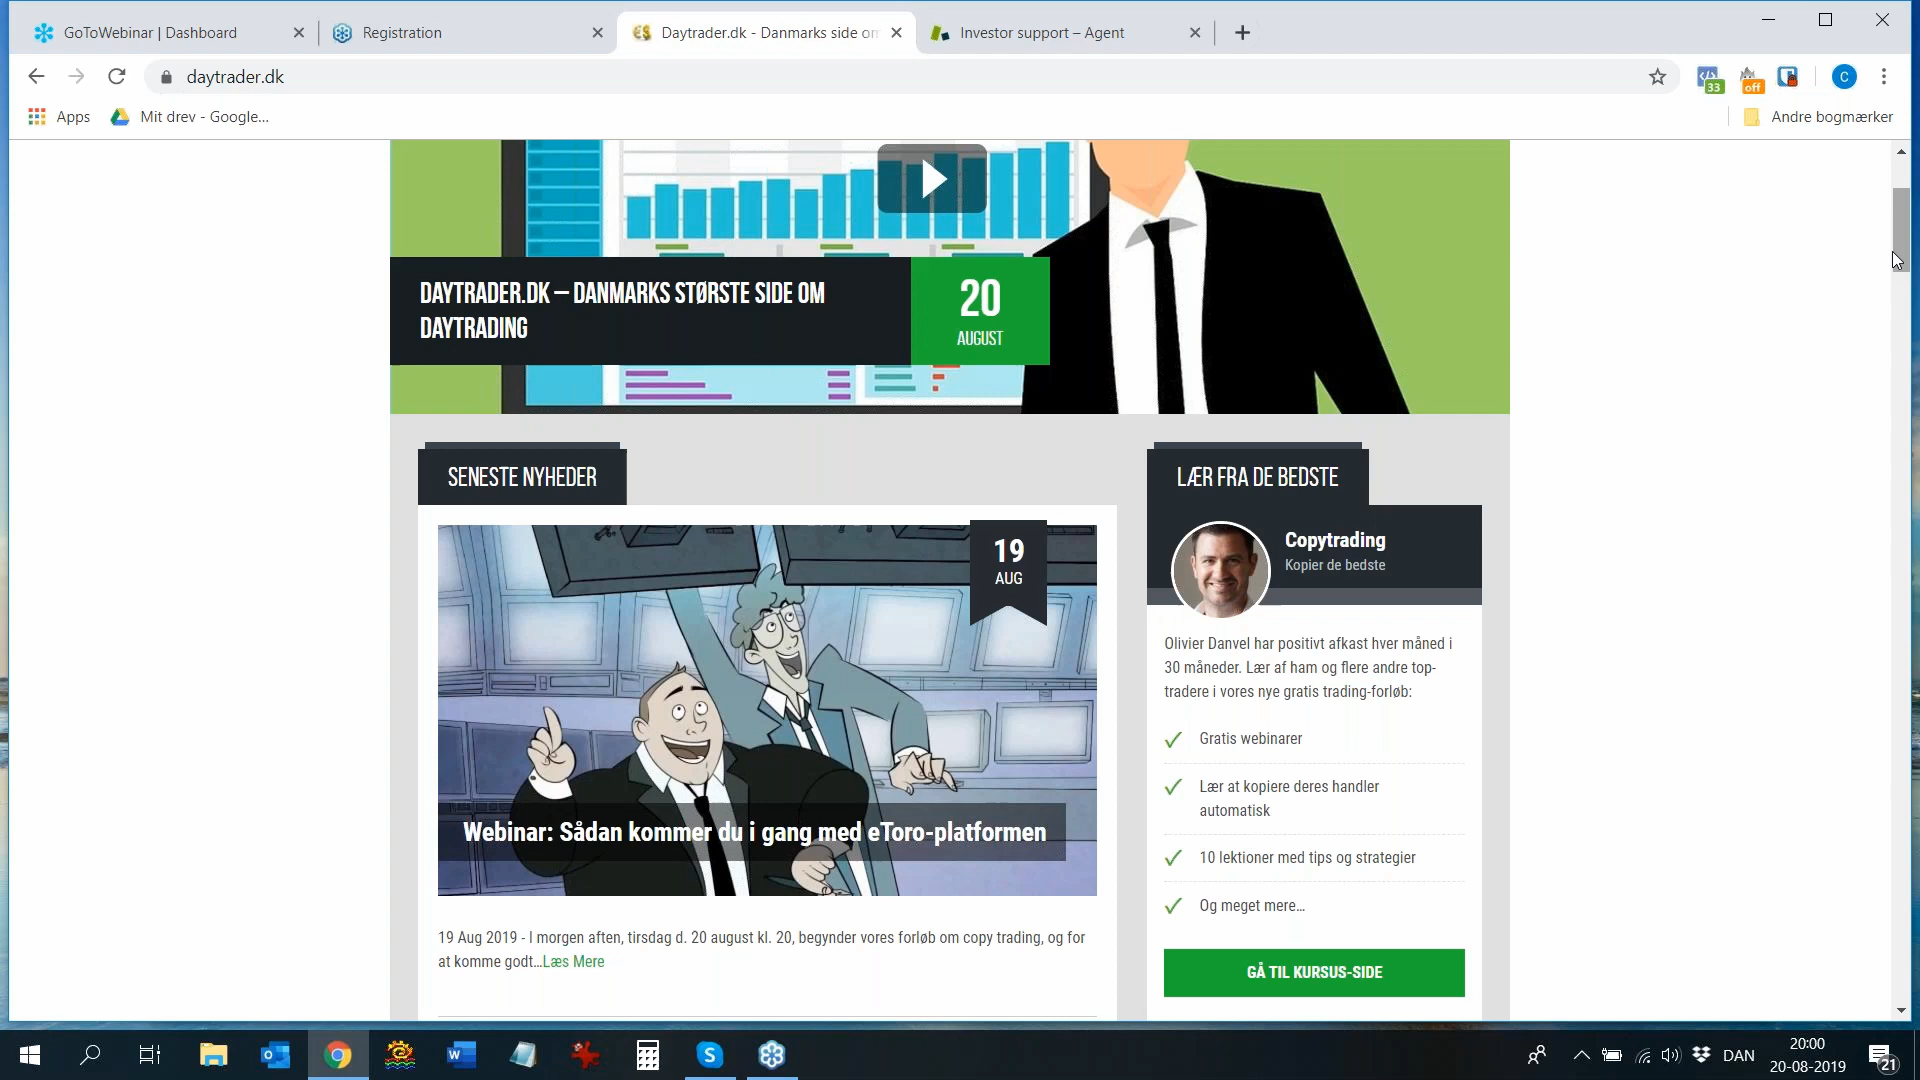 GoToWebinar | Dashboard
Registration
Daytrader.dk - Danmarks side om
Investor support – Agent
daytrader.dk
33
off
C
Apps
Mit drev - Google...
Andre bogmærker
DAYTRADER.DK – DANMARKS STØRSTE SIDE OM
DAYTRADING
20
AUGUST
SENESTE NYHEDER
19
AUG
Webinar: Sådan kommer du i gang med eToro-platformen
19 Aug 2019 - I morgen aften, tirsdag d. 20 august kl. 20, begynder vores forløb om copy trading, og for
at komme godt...Læs Mere
LÆR FRA DE BEDSTE
Copytrading
Kopier de bedste
Olivier Danvel har positivt afkast hver måned i
30 måneder. Lær af ham og flere andre top-
tradere i vores nye gratis trading-forløb:
Gratis webinarer
Lær at kopiere deres handler
automatisk
10 lektioner med tips og strategier
Og meget mere...
GÅ TIL KURSUS-SIDE
DAN
20:00
20-08-2019
21